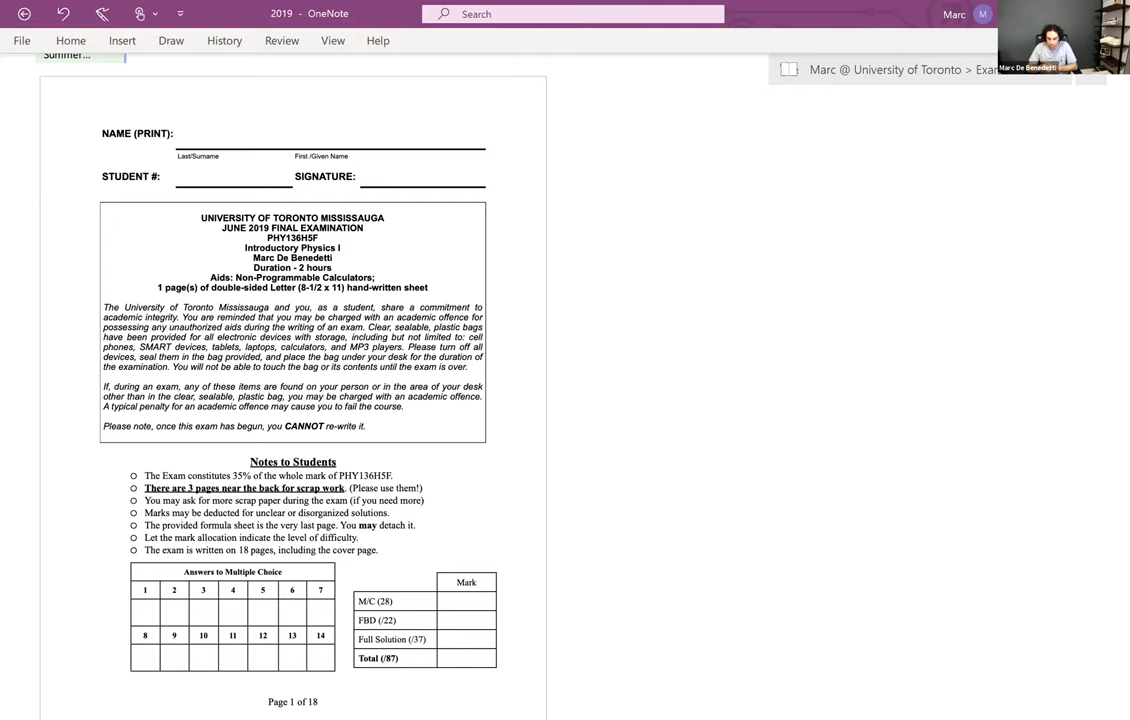 2019 - OneNote
Search
Marc
M
File Home Insert Draw History Review View Help
Summer...
Marc @ University of Toronto >
Marc De Benedetti
NAME (PRINT):
Last/Surname First /Given Name
STUDENT #: SIGNATURE:
UNIVERSITY OF TORONTO MISSISSAUGA
JUNE 2019 FINAL EXAMINATION
PHY136H5F
Introductory Physics I
Marc De Benedetti
Duration - 2 hours
Aids: Non-Programmable Calculators;
1 page(s) of double-sided Letter (8-1/2 x 11) hand-written sheet
The University of Toronto Mississauga and you, as a student, share a commitment to
academic integrity. You are reminded that you may be charged with an academic offence for
possessing any unauthorized aids during the writing of an exam. Clear, sealable, plastic bags
have been provided for all electronic devices with storage, including but not limited to: cell
phones, SMART devices, tablets, laptops, calculators, and MP3 players. Please turn off all
devices, seal them in the bag provided, and place the bag under your desk for the duration of
the examination. You will not be able to touch the bag or its contents until the exam is over.
If, during an exam, any of these items are found on your person or in the area of your desk
other than in the clear, sealable, plastic bag, you may be charged with an academic offence.
A typical penalty for an academic offence may cause you to fail the course.
Please note, once this exam has begun, you CANNOT re-write it.
Notes to Students
The Exam constitutes 35% of the whole mark of PHY136H5F.
There are 3 pages near the back for scrap work. (Please use them!)
You may ask for more scrap paper during the exam (if you need more)
Marks may be deducted for unclear or disorganized solutions.
The provided formula sheet is the very last page. You may detach it.
Let the mark allocation indicate the level of difficulty.
The exam is written on 18 pages, including the cover page.
Answers to Multiple Choice
1 2 3 4 5 6 7
8 9 10 11 12 13 14
Mark
M/C (28)
FBD (/22)
Full Solution (/37)
Total (/87)
Page 1 of 18